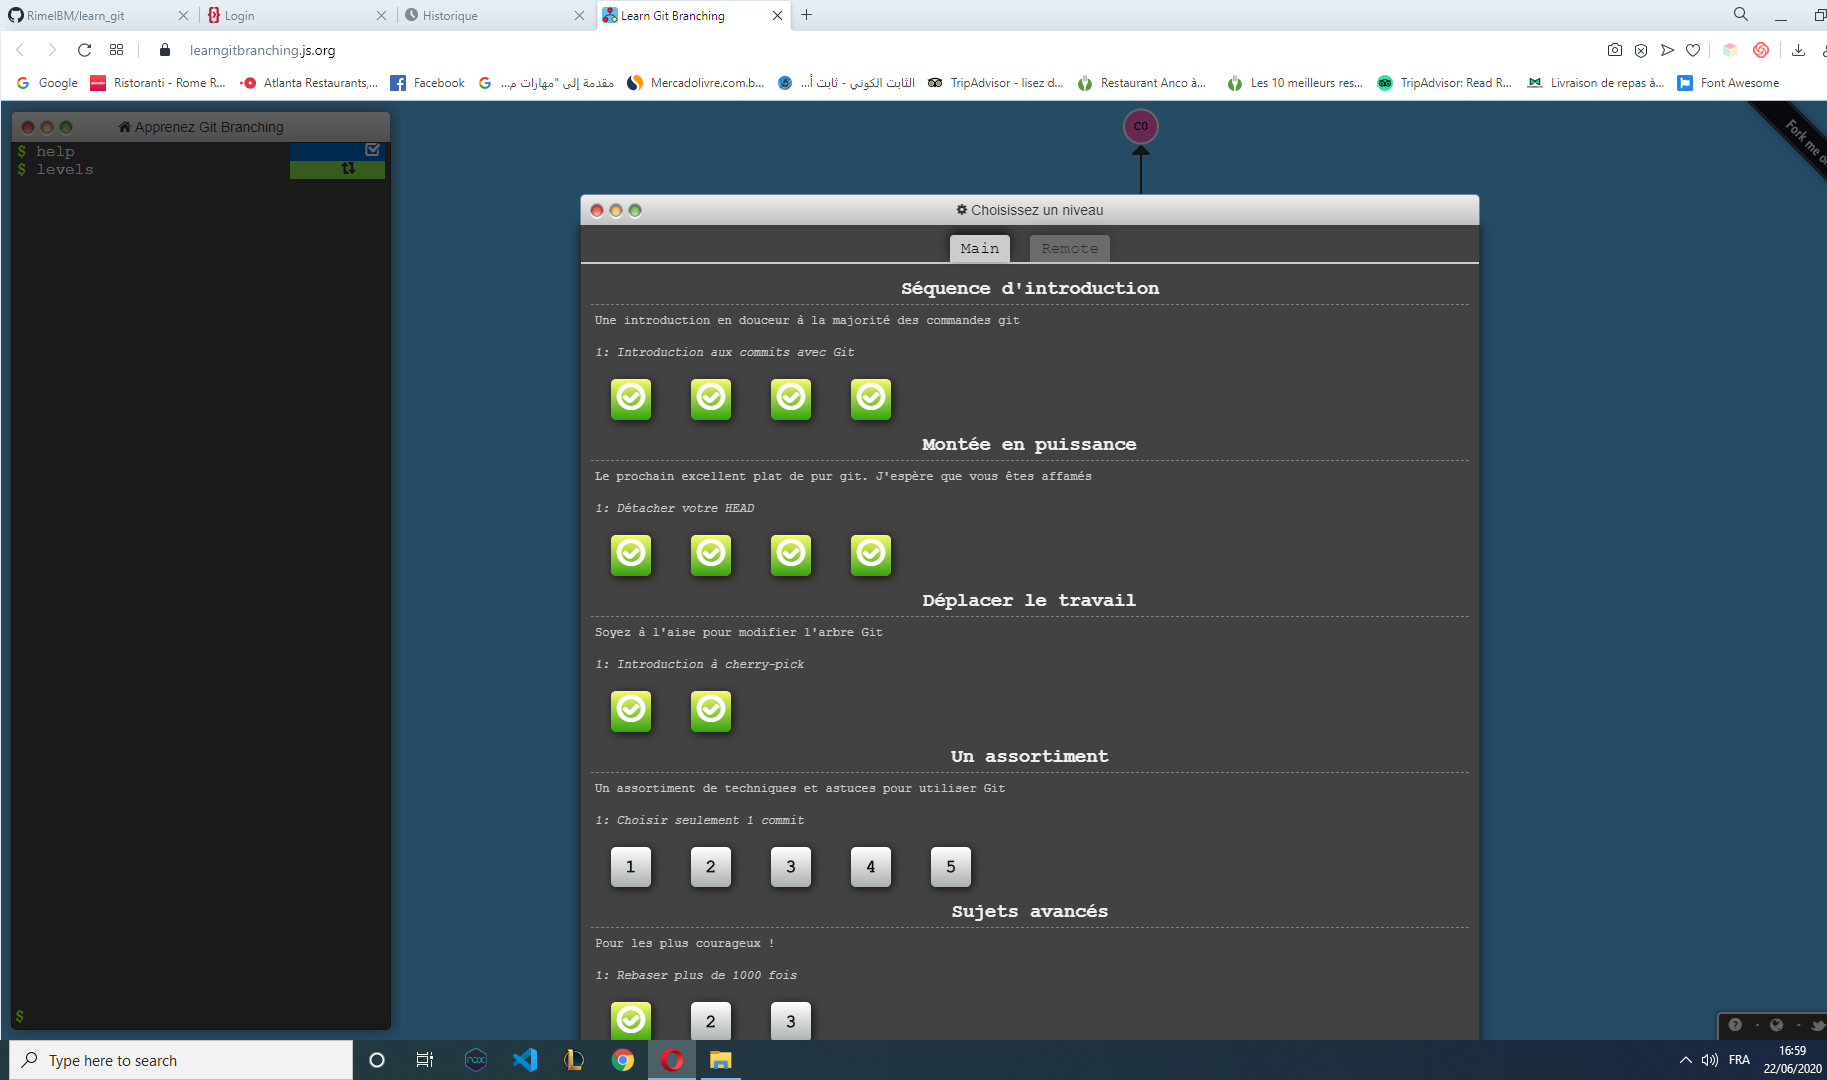 RimelBM/learn_git
Login
Historique
Learn Git Branching
learngitbranching.js.org
Google
Ristoranti - Rome R...
Atlanta Restaurants,...
Facebook
مقدمة إلى "مهارات م...
Mercadolivre.com.b...
الثابت الكوني - ثابت أ...
TripAdvisor - lisez d...
Restaurant Anco à...
Les 10 meilleurs res...
TripAdvisor: Read R...
Livraison de repas à...
Font Awesome
Apprenez Git Branching
$ help
$ levels
$
C0
Fork me o
Choisissez un niveau
Main
Remote
Séquence d'introduction
Une introduction en douceur à la majorité des commandes git
1: Introduction aux commits avec Git
Montée en puissance
Le prochain excellent plat de pur git. J'espère que vous êtes affamés
1: Détacher votre HEAD
Déplacer le travail
Soyez à l'aise pour modifier l'arbre Git
1: Introduction à cherry-pick
Un assortiment
Un assortiment de techniques et astuces pour utiliser Git
1: Choisir seulement 1 commit
1 2 3 4 5
Sujets avancés
Pour les plus courageux !
1: Rebaser plus de 1000 fois
2 3
Type here to search
nox
FRA
16:59
22/06/2020